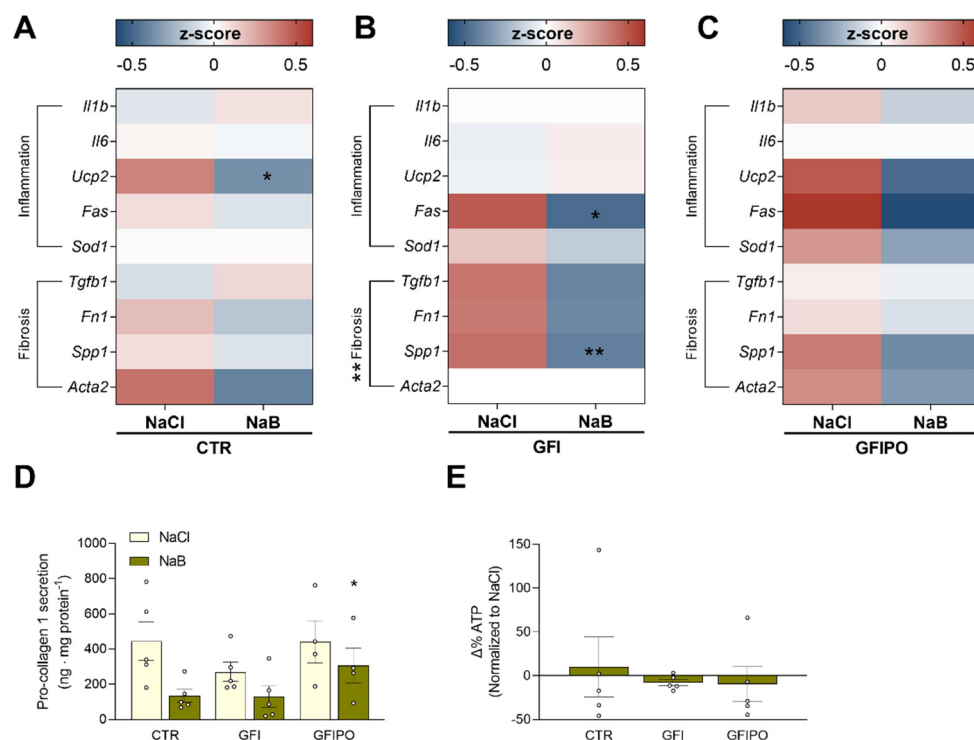 A
z-score
-0.5 0 0.5
Inflammation
Il1b
Il6
Ucp2
*
Fas
Sod1
Fibrosis
Tgfb1
Fn1
Spp1
Acta2
NaCl NaB
CTR
B
z-score
-0.5 0 0.5
Inflammation
Il1b
Il6
Ucp2
Fas
*
Sod1
** Fibrosis
Tgfb1
Fn1
Spp1
**
Acta2
NaCl NaB
GFI
C
z-score
-0.5 0 0.5
Inflammation
Il1b
Il6
Ucp2
Fas
Sod1
Fibrosis
Tgfb1
Fn1
Spp1
Acta2
NaCl NaB
GFIPO
D
NaCl
NaB
Pro-collagen 1 secretion
(ng · mg protein⁻¹)
1000
800
600
400
200
0
*
CTR GFI GFIPO
E
Δ% ATP
(Normalized to NaCl)
150
100
50
0
-50
CTR GFI GFIPO